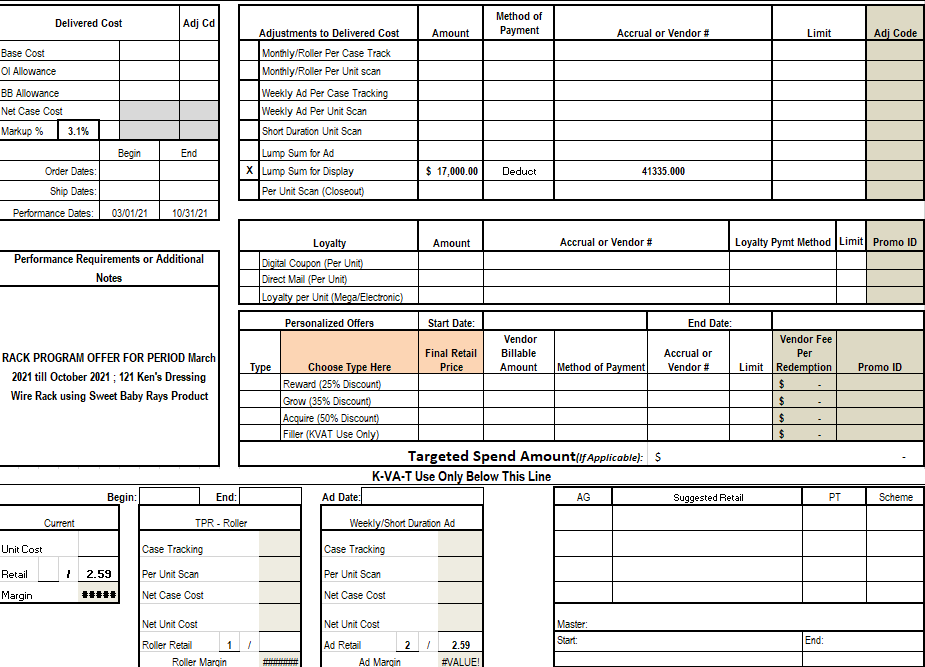 Delivered Cost Adj Cd
Base Cost
OI Allowance
BB Allowance
Net Case Cost
Markup % 3.1%
Begin End
Order Dates:
Ship Dates:
Performance Dates: 03/01/21 10/31/21
Performance Requirements or Additional
Notes
RACK PROGRAM OFFER FOR PERIOD March
2021 till October 2021 ; 121 Ken's Dressing
Wire Rack using Sweet Baby Rays Product
Adjustments to Delivered Cost Amount Method of Payment Accrual or Vendor # Limit Adj Code
Monthly/Roller Per Case Track
Monthly/Roller Per Unit scan
Weekly Ad Per Case Tracking
Weekly Ad Per Unit Scan
Short Duration Unit Scan
Lump Sum for Ad
X Lump Sum for Display $ 17,000.00 Deduct 41335.000
Per Unit Scan (Closeout)
Loyalty Amount Accrual or Vendor # Loyalty Pymt Method Limit Promo ID
Digital Coupon (Per Unit)
Direct Mail (Per Unit)
Loyalty per Unit (Mega/Electronic)
Personalized Offers Start Date: End Date:
Type Choose Type Here Final Retail Price Vendor Billable Amount Method of Payment Accrual or Vendor # Limit Vendor Fee Per Redemption Promo ID
Reward (25% Discount) $ -
Grow (35% Discount) $ -
Acquire (50% Discount) $ -
Filler (KVAT Use Only) $ -
Targeted Spend Amount(If Applicable): $ -
K-VA-T Use Only Below This Line
Begin: End: Ad Date:
Current
Unit Cost
Retail / 2.59
Margin #####
TPR - Roller
Case Tracking
Per Unit Scan
Net Case Cost
Net Unit Cost
Roller Retail 1 /
Roller Margin #######
Weekly/Short Duration Ad
Case Tracking
Per Unit Scan
Net Case Cost
Net Unit Cost
Ad Retail 2 / 2.59
Ad Margin #VALUE!
AG Suggested Retail PT Scheme
Master:
Start: End: